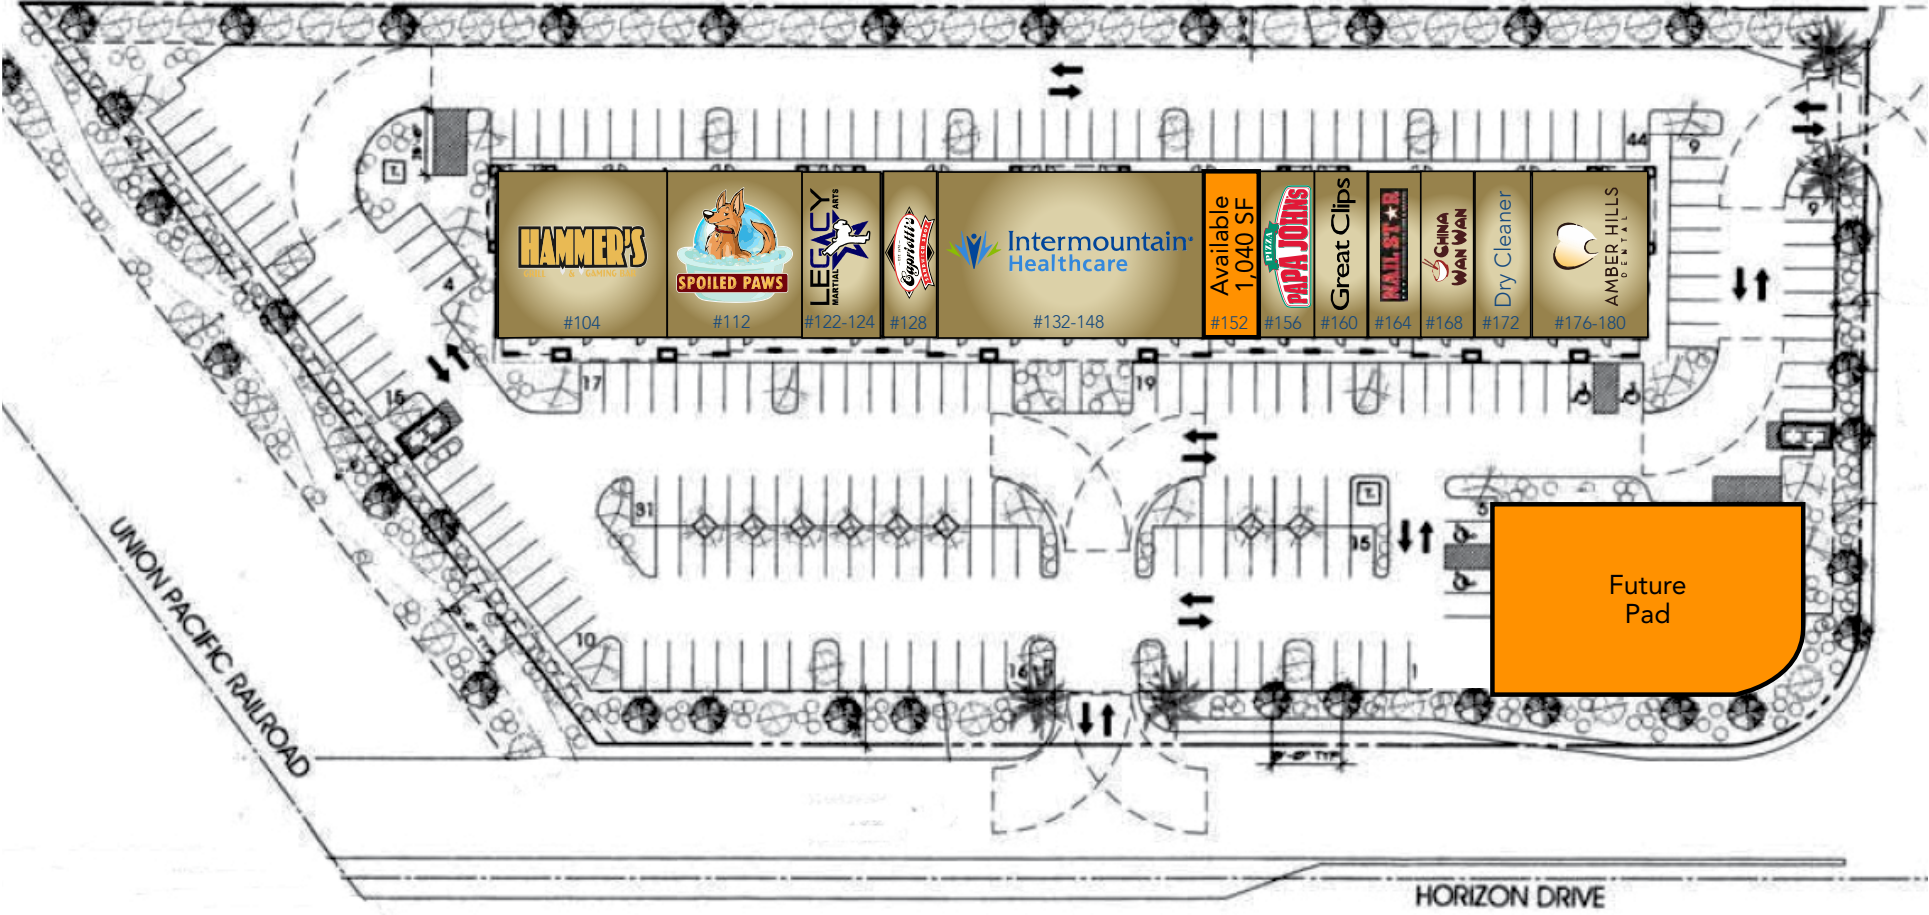 44
9
9
T.
4
HAMMER'S
GAMING
#104
SPOILED PAWS
#112
LEGACY
MARTIAL ARTS
#122-124
Capriotti's
#128
Intermountain
Healthcare
#132-148
Available
1,040 SF
#152
PIZZA
PAPA JOHNS
#156
Great Clips
#160
NAIL STAR
#164
CHINA
WAN WAN
#168
Dry Cleaner
#172
AMBER HILLS
DENTAL
#176-180
17
19
15
31
T.
15
5
Future
Pad
10
16
UNION PACIFIC RAILROAD
TYP
HORIZON DRIVE